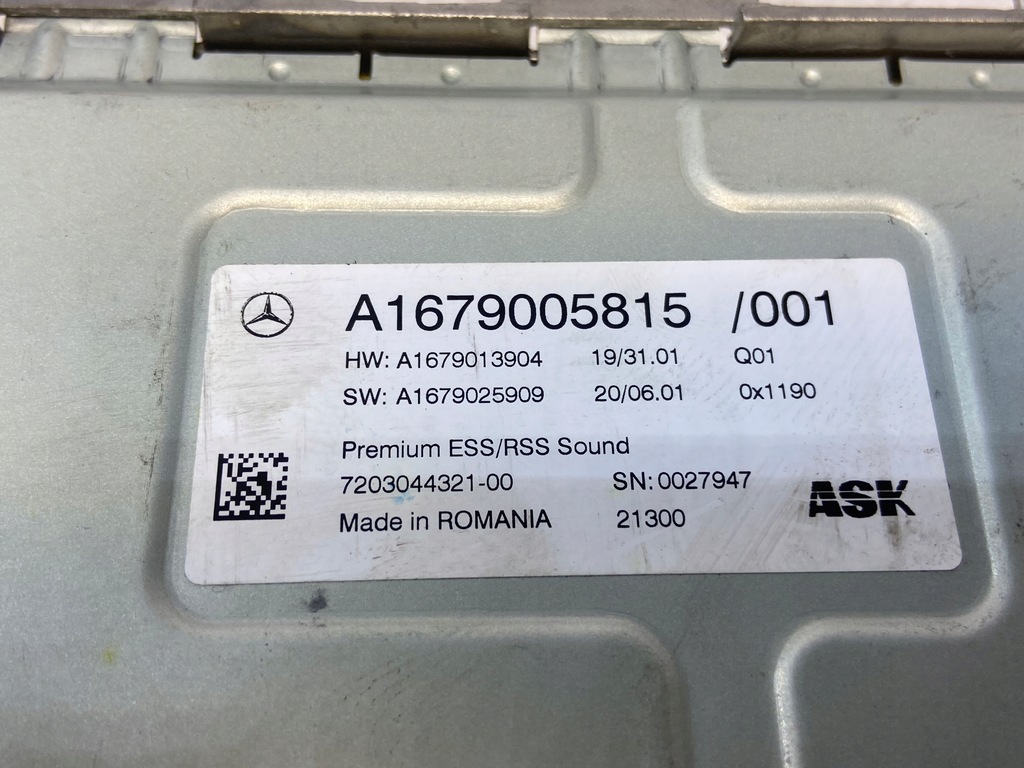 A1679005815 /001
HW: A1679013904 19/31.01 Q01
SW: A1679025909 20/06.01 0x1190
Premium ESS/RSS Sound
7203044321-00 SN: 0027947
ASK
Made in ROMANIA 21300